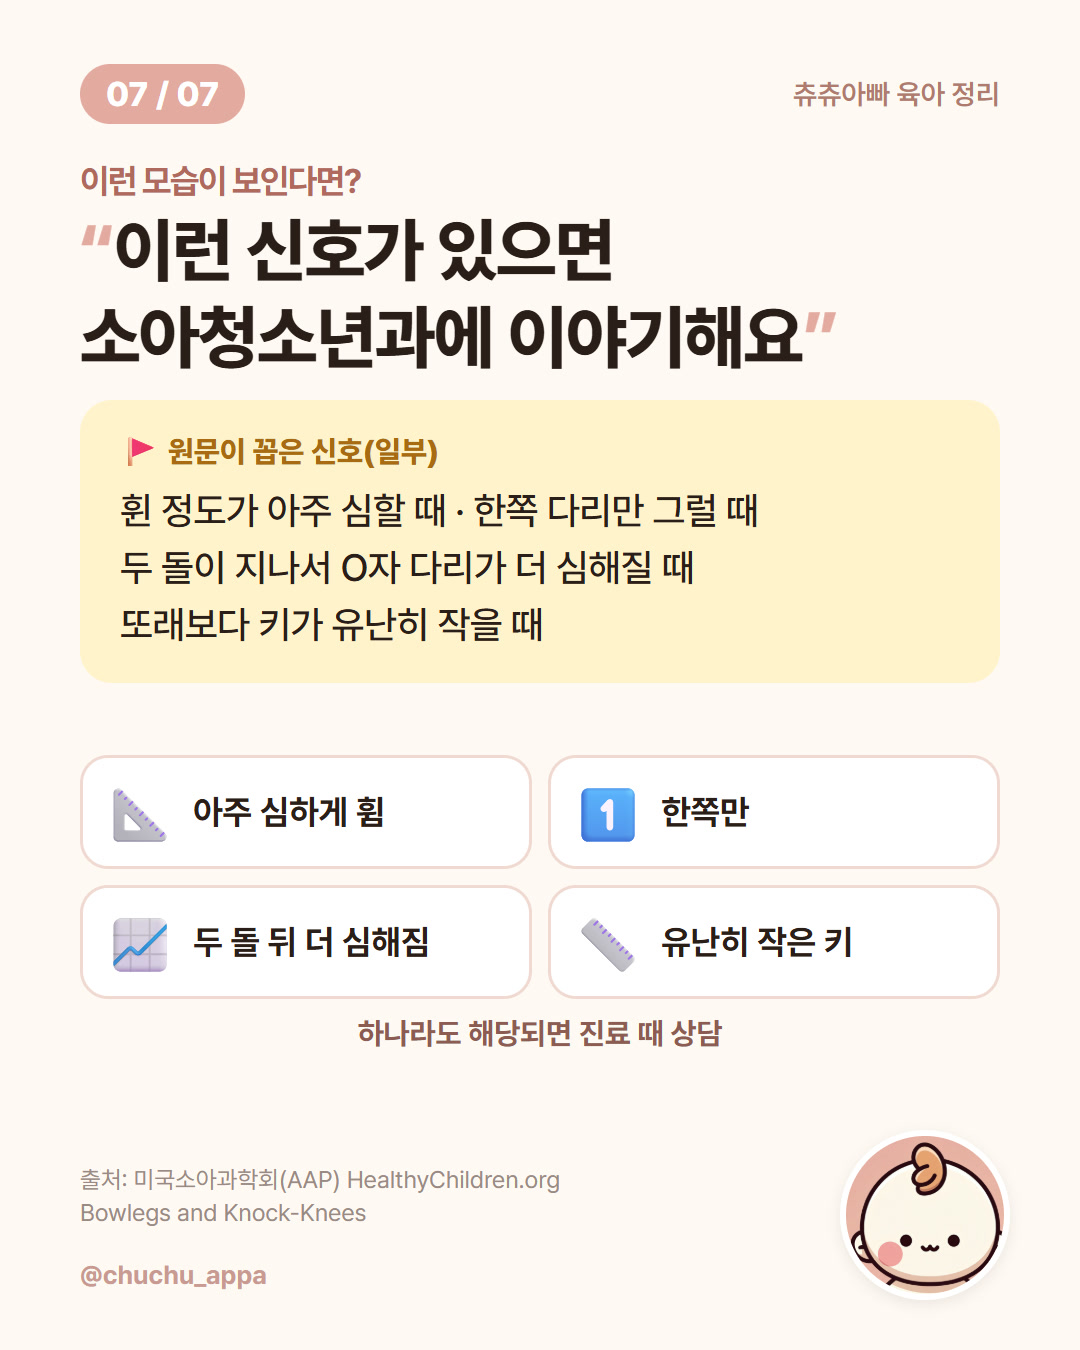 07 / 07
츄츄아빠 육아 정리
이런 모습이 보인다면?
“이런 신호가 있으면
소아청소년과에 이야기해요”
원문이 꼽은 신호(일부)
휜 정도가 아주 심할 때 · 한쪽 다리만 그럴 때
두 돌이 지나서 O자 다리가 더 심해질 때
또래보다 키가 유난히 작을 때
아주 심하게 휨
1 한쪽만
두 돌 뒤 더 심해짐
유난히 작은 키
하나라도 해당되면 진료 때 상담
출처: 미국소아과학회(AAP) HealthyChildren.org
Bowlegs and Knock-Knees
@chuchu_appa